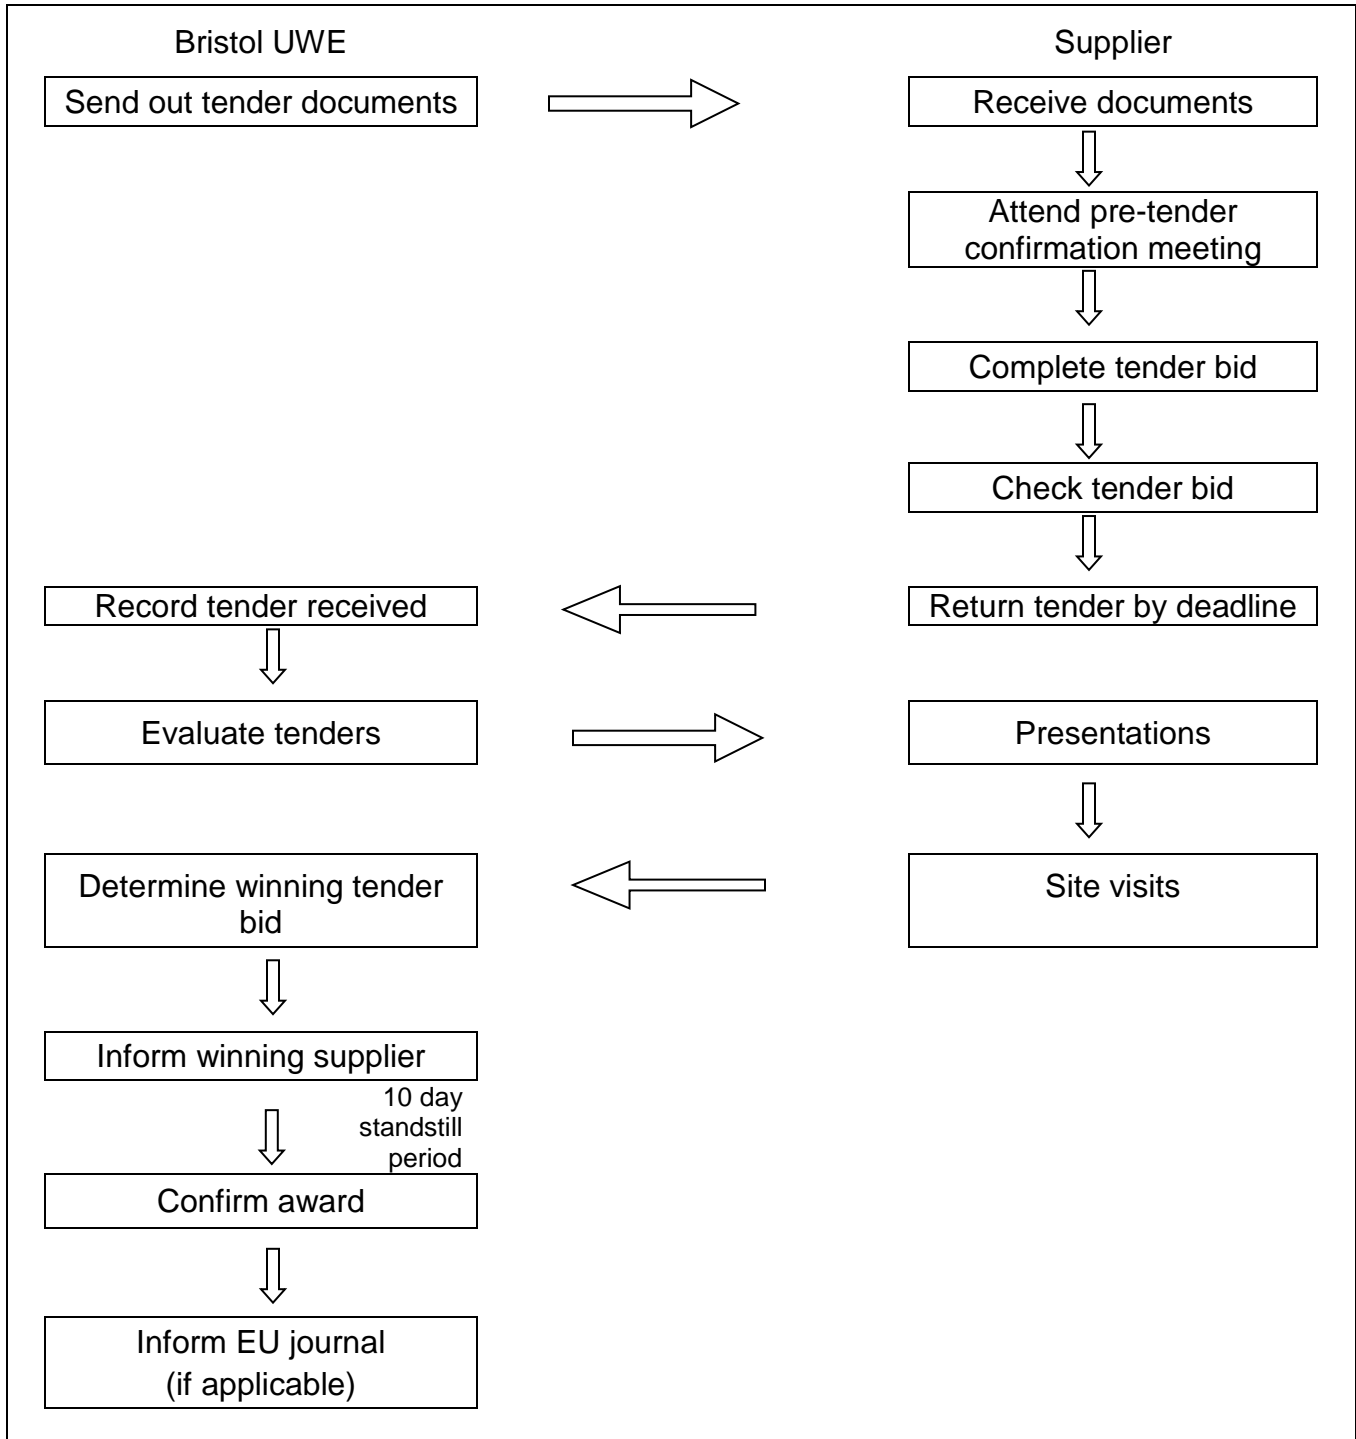 Bristol UWE
Supplier
Send out tender documents
Receive documents
Attend pre-tender
confirmation meeting
Complete tender bid
Check tender bid
Record tender received
Return tender by deadline
Evaluate tenders
Presentations
Determine winning tender
bid
Site visits
Inform winning supplier
10 day
standstill
period
Confirm award
Inform EU journal
(if applicable)